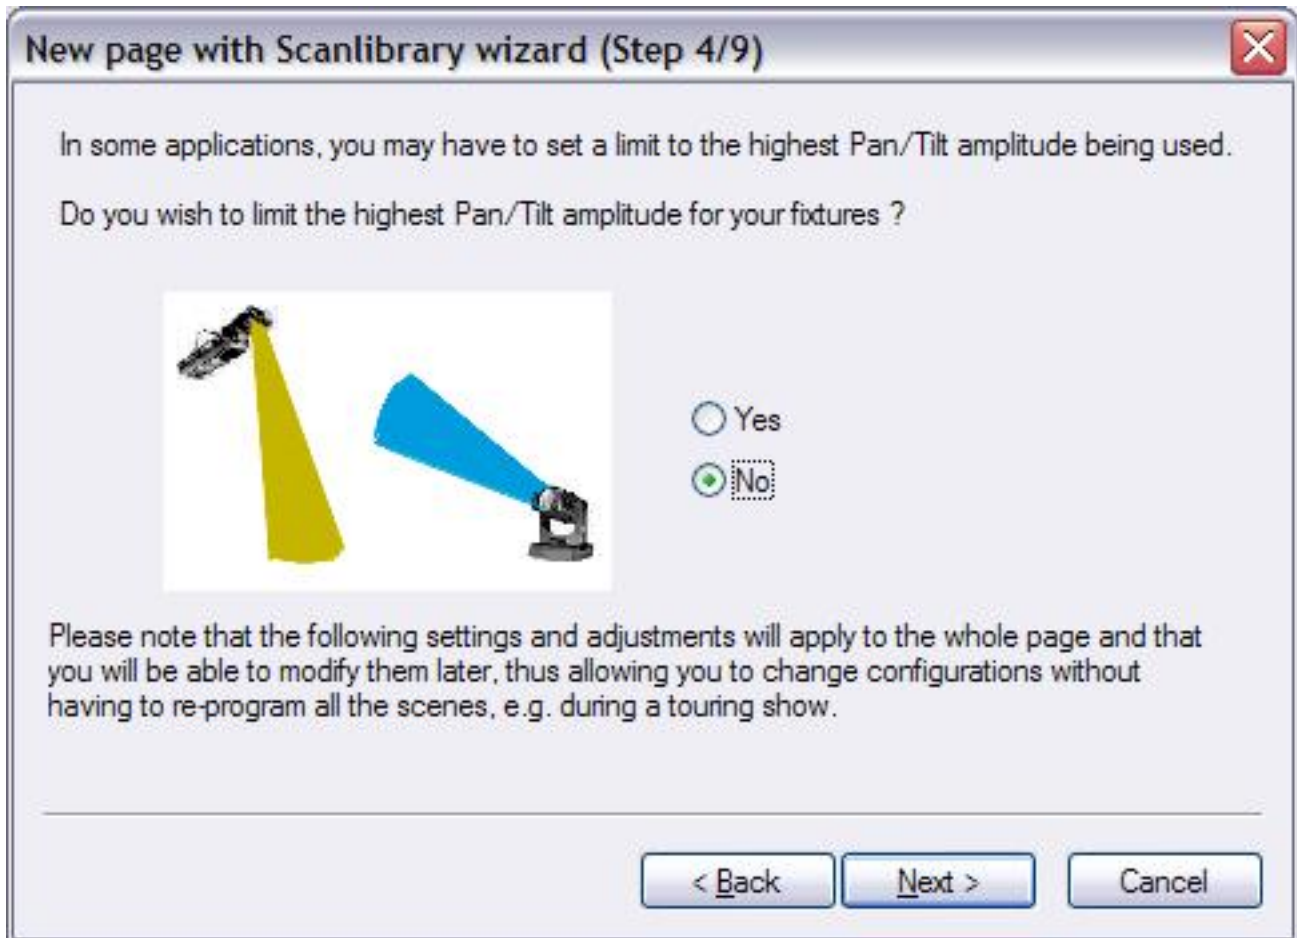 New page with Scanlibrary wizard (Step 4/9)
In some applications, you may have to set a limit to the highest Pan/Tilt amplitude being used.
Do you wish to limit the highest Pan/Tilt amplitude for your fixtures ?
Yes
No
Please note that the following settings and adjustments will apply to the whole page and that
you will be able to modify them later, thus allowing you to change configurations without
having to re-program all the scenes, e.g. during a touring show.
< Back
Next >
Cancel